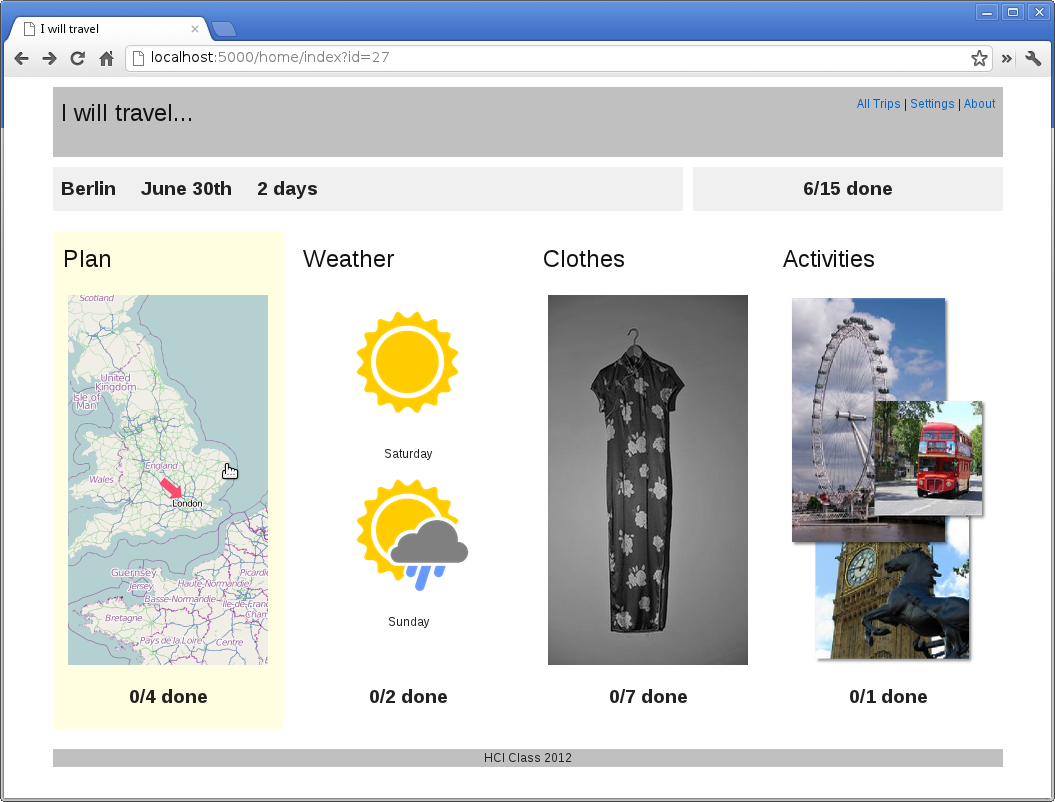 I will travel
localhost:5000/home/index?id=27
I will travel...
All Trips | Settings | About
Berlin June 30th 2 days
6/15 done
Plan
Weather
Clothes
Activities
Scotland
United
Kingdom
Isle of
Man
England
Wales
London
Guernsey
Jersey
Haute-Normandie
Picardie
Basse-Normandie
Île-de-France
Cham
Bretagne
Pays de la Loire
Centre
Saturday
Sunday
0/4 done
0/2 done
0/7 done
0/1 done
HCI Class 2012